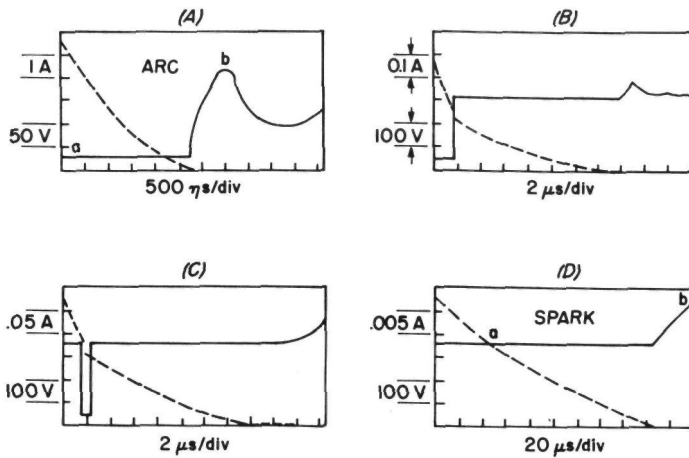 (A)
1 A
ARC
b
50 V
a
500 ηs/div
(B)
0.1 A
100 V
2 μs/div
(C)
.05 A
100 V
2 μs/div
(D)
.005 A
a
SPARK
b
100 V
20 μs/div